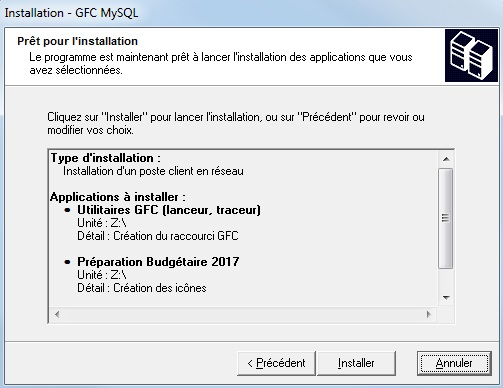 Installation - GFC MySQL
Prêt pour l'installation
Le programme est maintenant prêt à lancer l'installation des applications que vous
avez sélectionnées.
Cliquez sur "Installer" pour lancer l'installation, ou sur "Précédent" pour revoir ou
modifier vos choix.
Type d'installation :
Installation d'un poste client en réseau
Applications à installer :
• Utilitaires GFC (lanceur, traceur)
Unité : Z:\
Détail : Création du raccourci GFC
• Préparation Budgétaire 2017
Unité : Z:\
Détail : Création des icônes
< Précédent
Installer
Annuler